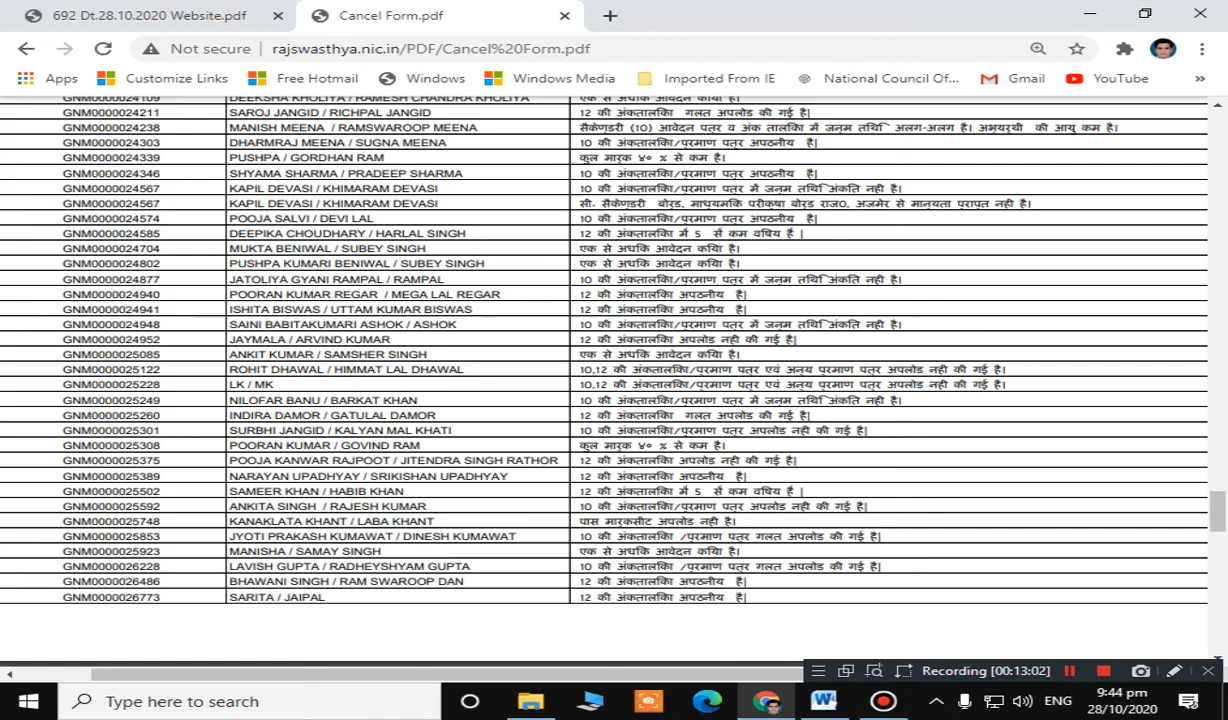 692 Dt.28.10.2020 Website.pdf
Cancel Form.pdf
Not secure | rajswasthya.nic.in/PDF/Cancel%20Form.pdf
Apps Customize Links Free Hotmail Windows Windows Media Imported From IE National Council Of... Gmail YouTube »
GNM0000024109 DEEKSHA KHOLIYA / RAMESH CHANDRA KHOLIYA एक से अधिक आवेदन किया है।
GNM0000024211 SAROJ JANGID / RICHPAL JANGID 12 की अंकतालिका गलत अपलोड की गई है|
GNM0000024238 MANISH MEENA / RAMSWAROOP MEENA सैकेण्डरी (10) आवेदन पत्र व अंक तालिका में जन्म तिथि अलग-अलग है। अभ्यर्थी की आयु कम है।
GNM0000024303 DHARMRAJ MEENA / SUGNA MEENA 10 की अंकतालिका/प्रमाण पत्र अपठनीय है|
GNM0000024339 PUSHPA / GORDHAN RAM कुल मार्क ४० % से कम है।
GNM0000024346 SHYAMA SHARMA / PRADEEP SHARMA 10 की अंकतालिका/प्रमाण पत्र अपठनीय है|
GNM0000024567 KAPIL DEVASI / KHIMARAM DEVASI 10 की अंकतालिका/प्रमाण पत्र में जन्म तिथि अंकित नही है।
GNM0000024567 KAPIL DEVASI / KHIMARAM DEVASI सी॰ सैकेण्डरी बोर्ड, माध्यमिक परीक्षा बोर्ड राज0, अजमेर से मान्यता प्राप्त नही है।
GNM0000024574 POOJA SALVI / DEVI LAL 10 की अंकतालिका/प्रमाण पत्र अपठनीय है|
GNM0000024585 DEEPIKA CHOUDHARY / HARLAL SINGH 12 की अंकतालिका में 5 सें कम विषय है |
GNM0000024704 MUKTA BENIWAL / SUBEY SINGH एक से अधिक आवेदन किया है।
GNM0000024802 PUSHPA KUMARI BENIWAL / SUBEY SINGH एक से अधिक आवेदन किया है।
GNM0000024877 JATOLIYA GYANI RAMPAL / RAMPAL 10 की अंकतालिका/प्रमाण पत्र में जन्म तिथि अंकित नही है।
GNM0000024940 POORAN KUMAR REGAR / MEGA LAL REGAR 12 की अंकतालिका अपठनीय है|
GNM0000024941 ISHITA BISWAS / UTTAM KUMAR BISWAS 12 की अंकतालिका अपठनीय है|
GNM0000024948 SAINI BABITAKUMARI ASHOK / ASHOK 10 की अंकतालिका/प्रमाण पत्र में जन्म तिथि अंकित नही है।
GNM0000024952 JAYMALA / ARVIND KUMAR 12 की अंकतालिका अपलोड नही की गई है|
GNM0000025085 ANKIT KUMAR / SAMSHER SINGH एक से अधिक आवेदन किया है।
GNM0000025122 ROHIT DHAWAL / HIMMAT LAL DHAWAL 10,12 की अंकतालिका/प्रमाण पत्र एवं अन्य प्रमाण पत्र अपलोड नही की गई है।
GNM0000025228 LK / MK 10,12 की अंकतालिका/प्रमाण पत्र एवं अन्य प्रमाण पत्र अपलोड नही की गई है।
GNM0000025249 NILOFAR BANU / BARKAT KHAN 10 की अंकतालिका/प्रमाण पत्र में जन्म तिथि अंकित नही है।
GNM0000025260 INDIRA DAMOR / GATULAL DAMOR 12 की अंकतालिका गलत अपलोड की गई है|
GNM0000025301 SURBHI JANGID / KALYAN MAL KHATI 10 की अंकतालिका/प्रमाण पत्र अपलोड नही की गई है|
GNM0000025308 POORAN KUMAR / GOVIND RAM कुल मार्क ४० % से कम है।
GNM0000025375 POOJA KANWAR RAJPOOT / JITENDRA SINGH RATHOR 12 की अंकतालिका अपलोड नही की गई है|
GNM0000025389 NARAYAN UPADHYAY / SRIKISHAN UPADHYAY 12 की अंकतालिका अपठनीय है|
GNM0000025502 SAMEER KHAN / HABIB KHAN 12 की अंकतालिका में 5 सें कम विषय है |
GNM0000025592 ANKITA SINGH / RAJESH KUMAR 10 की अंकतालिका/प्रमाण पत्र अपलोड नही की गई है|
GNM0000025748 KANAKLATA KHANT / LABA KHANT पास मार्कसीट अपलोड नही है।
GNM0000025853 JYOTI PRAKASH KUMAWAT / DINESH KUMAWAT 10 की अंकतालिका /प्रमाण पत्र गलत अपलोड की गई है|
GNM0000025923 MANISHA / SAMAY SINGH एक से अधिक आवेदन किया है।
GNM0000026228 LAVISH GUPTA / RADHEYSHYAM GUPTA 10 की अंकतालिका /प्रमाण पत्र गलत अपलोड की गई है|
GNM0000026486 BHAWANI SINGH / RAM SWAROOP DAN 12 की अंकतालिका अपठनीय है|
GNM0000026773 SARITA / JAIPAL 12 की अंकतालिका अपठनीय है|
Recording [00:13:02]
Type here to search
ENG
9:44 pm
28/10/2020